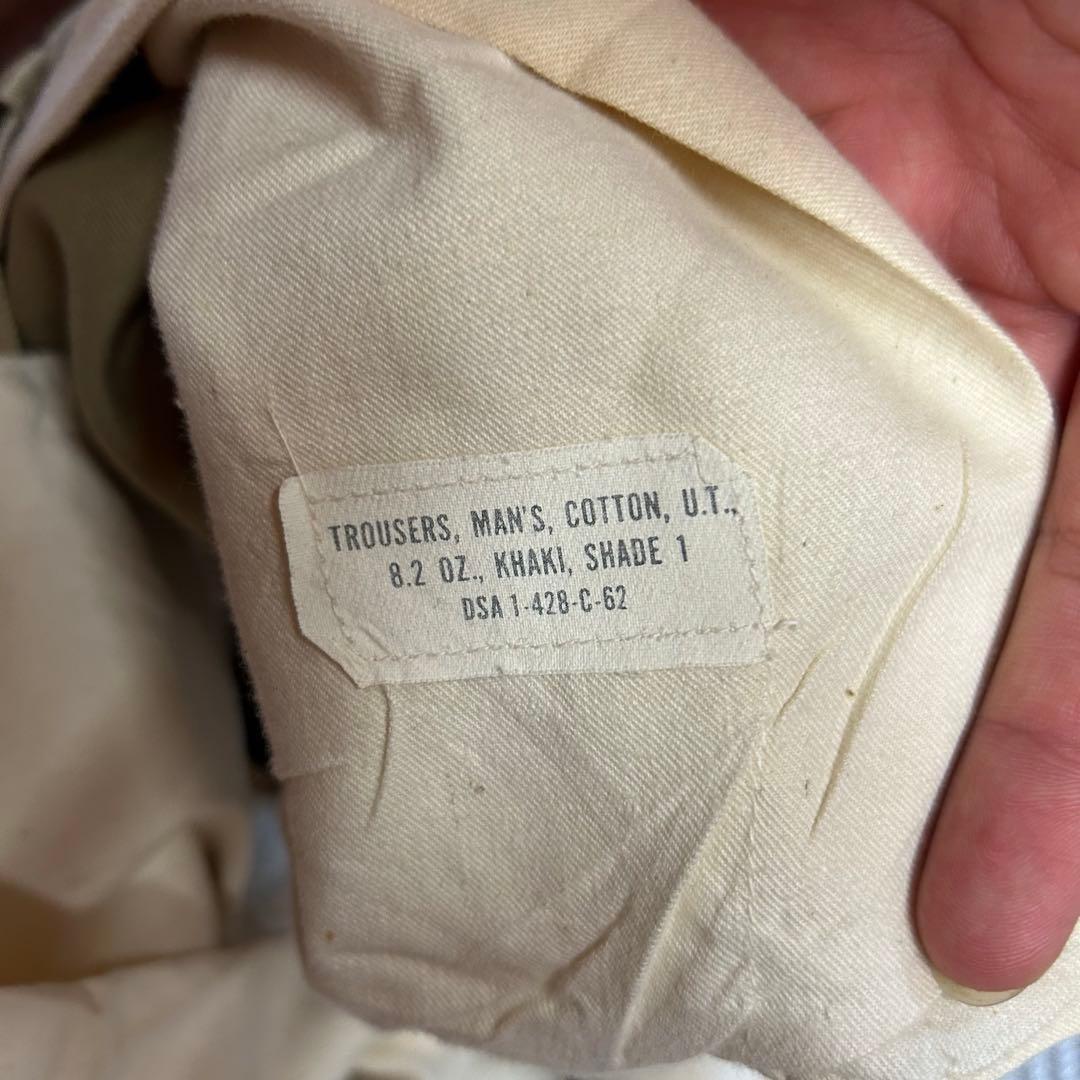 TROUSERS, MAN'S, COTTON, U.T.,
8.2 OZ., KHAKI, SHADE 1
DSA 1-428-C-62